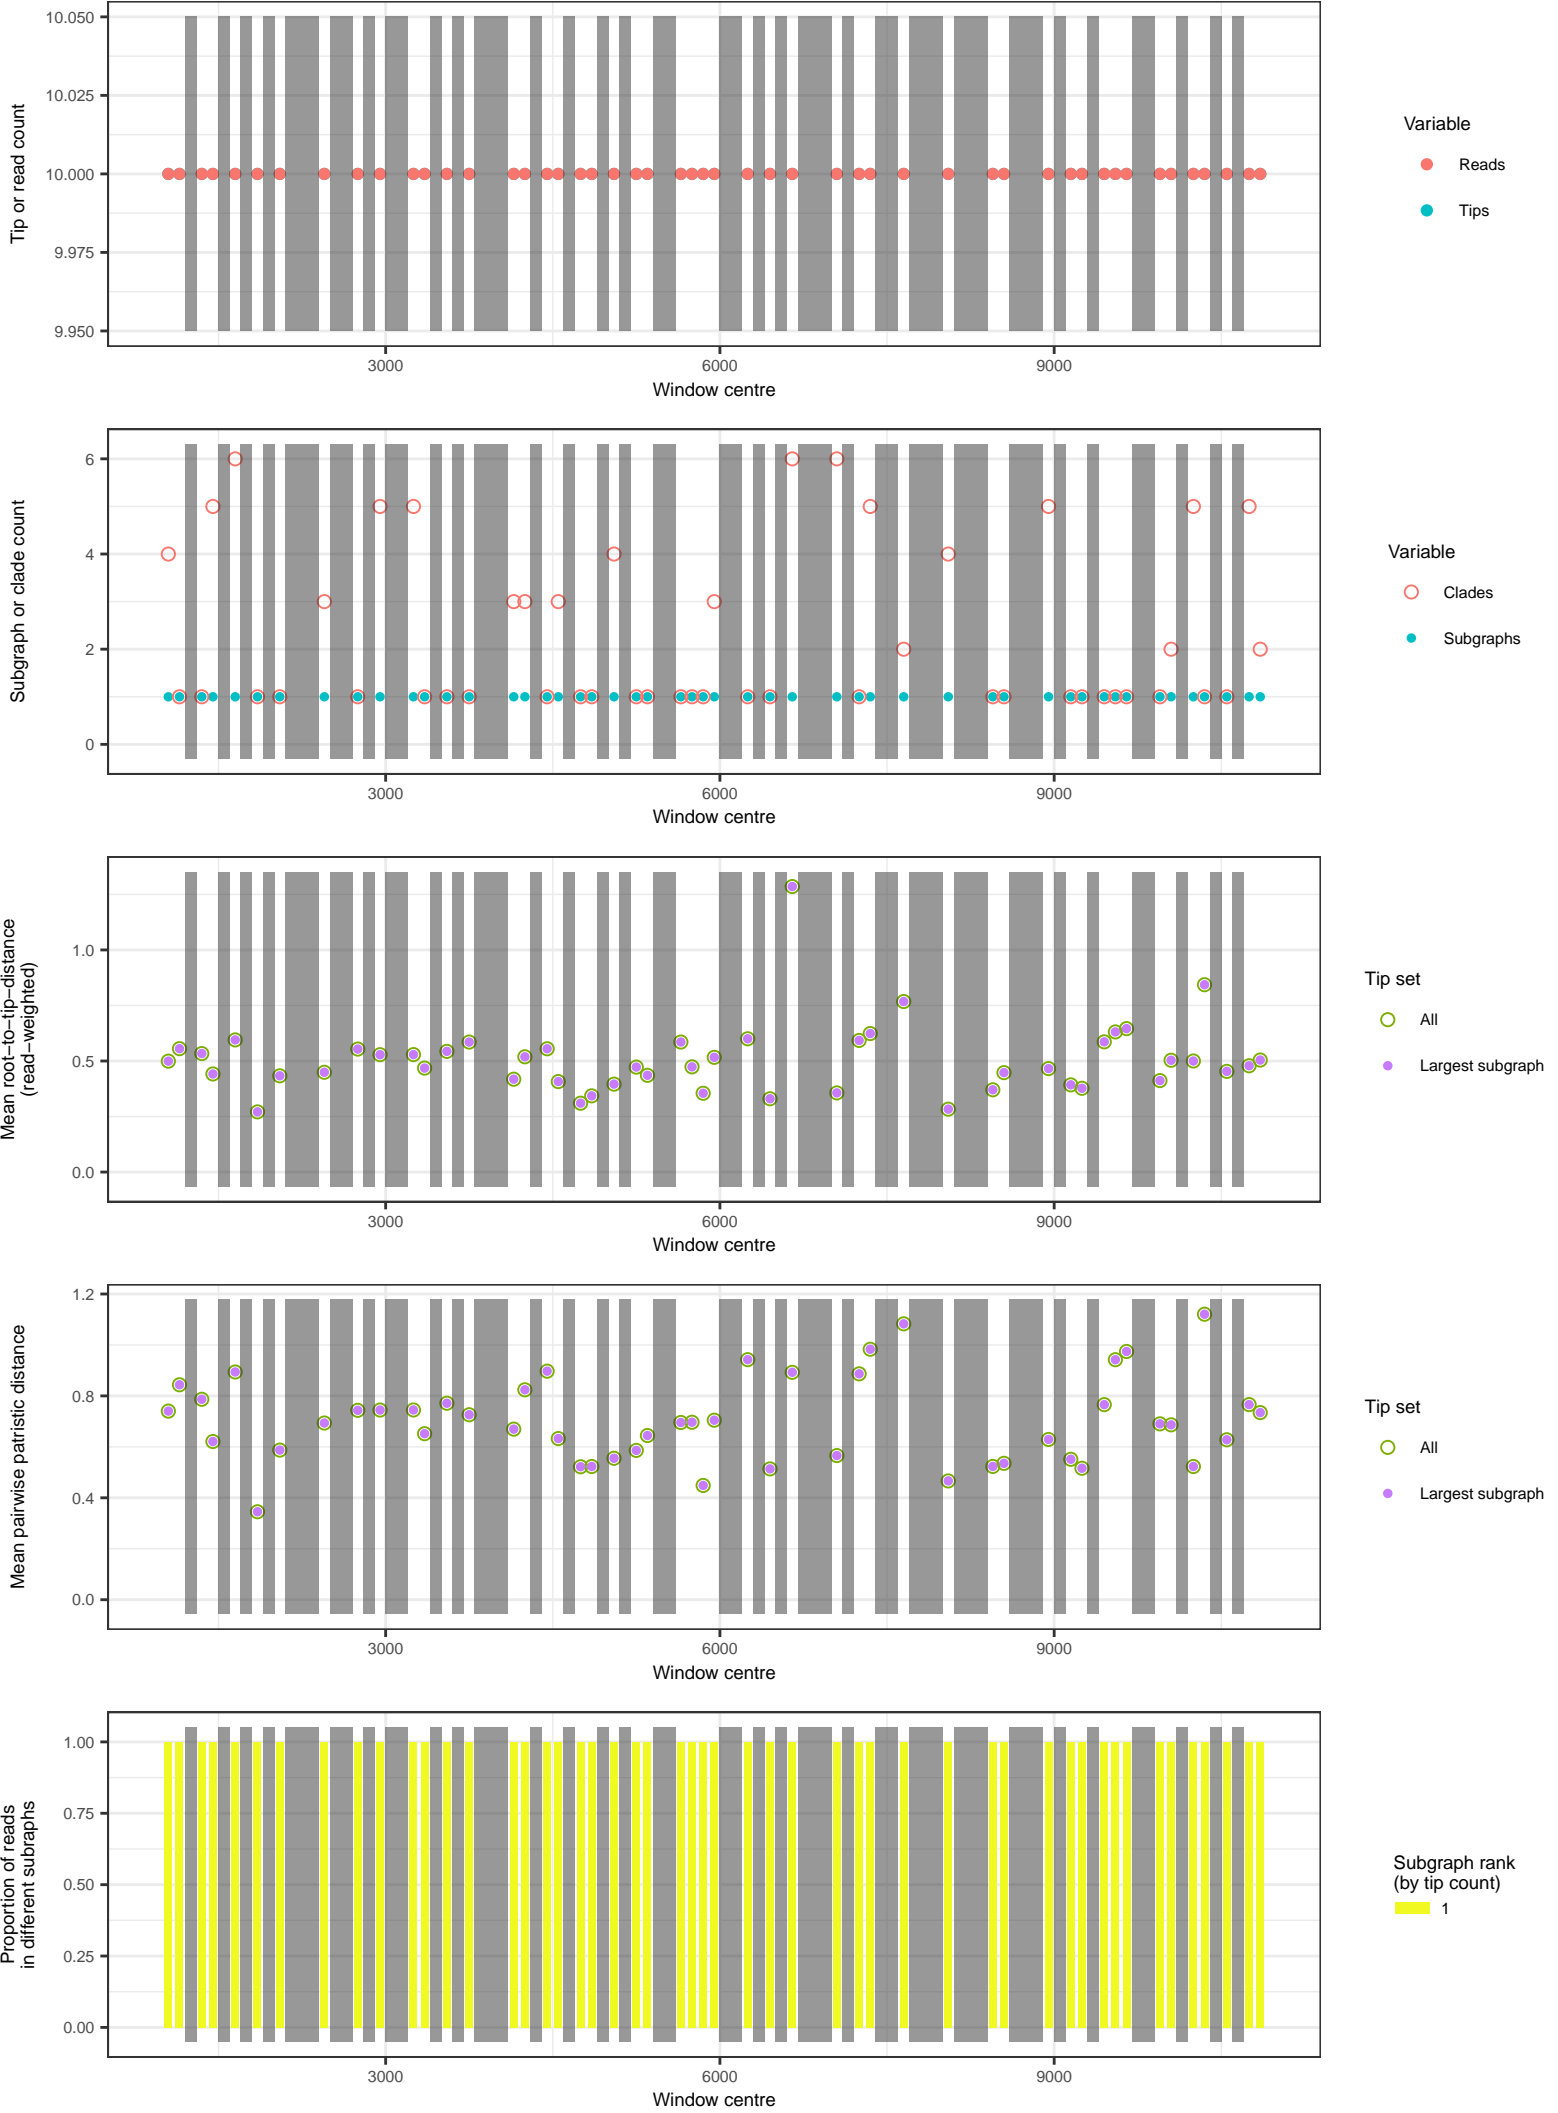 10.050
10.025
10.000
9.975
9.950
Tip or read count
3000 6000 9000
Window centre
Variable
Reads
Tips
6
4
2
0
Subgraph or clade count
3000 6000 9000
Window centre
Variable
Clades
Subgraphs
1.0
0.5
0.0
Mean root−to−tip−distance
(read−weighted)
3000 6000 9000
Window centre
Tip set
All
Largest subgraph
1.2
0.8
0.4
0.0
Mean pairwise patristic distance
3000 6000 9000
Window centre
Tip set
All
Largest subgraph
1.00
0.75
0.50
0.25
0.00
Proportion of reads
in different subraphs
3000 6000 9000
Window centre
Subgraph rank
(by tip count)
1